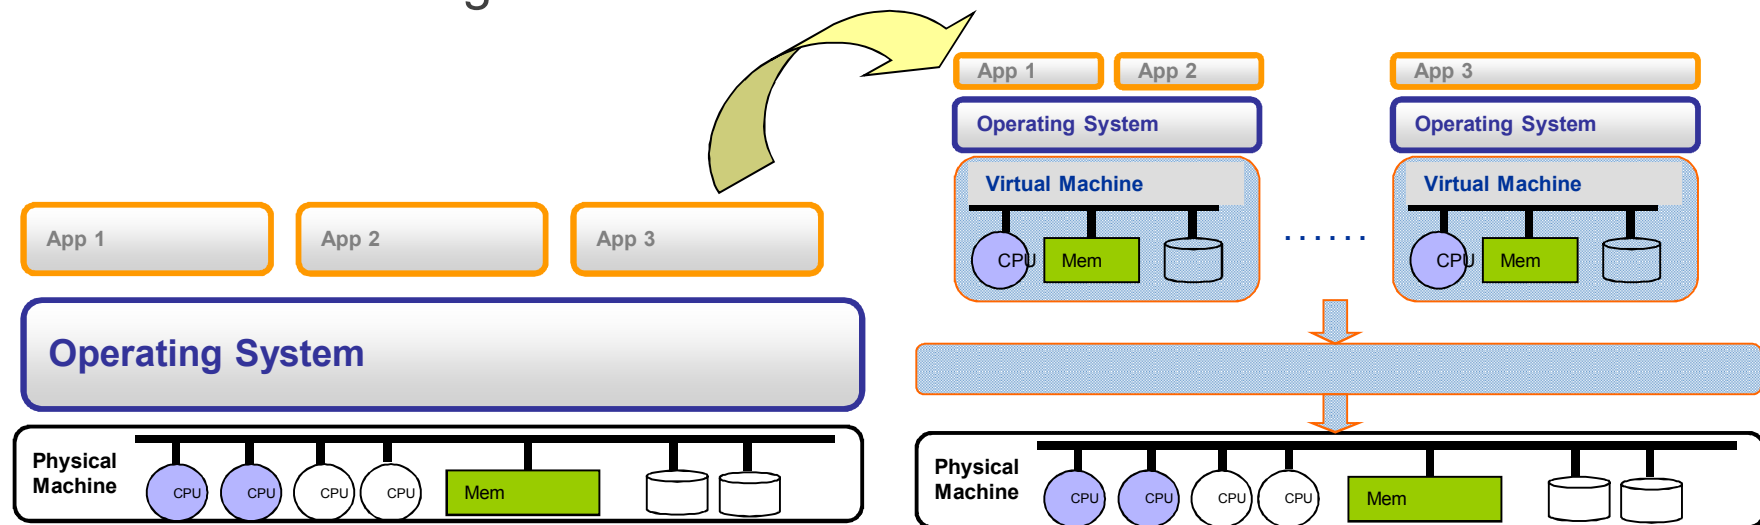 App 1
App 2
App 3
Operating System
Physical
Machine
CPU
CPU
CPU
CPU
Mem
App 1
App 2
Operating System
Virtual Machine
CPU
Mem
......
App 3
Operating System
Virtual Machine
CPU
Mem
Physical
Machine
CPU
CPU
CPU
CPU
Mem